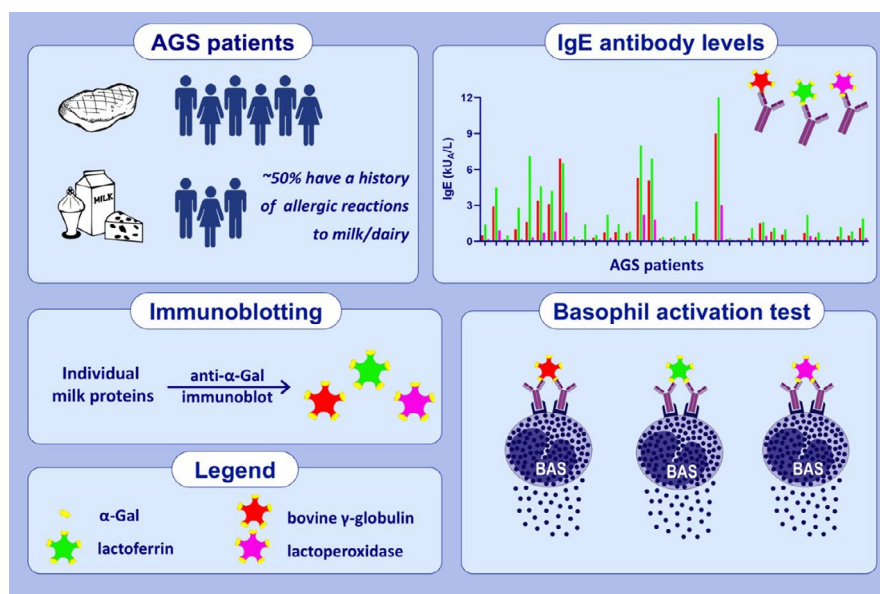 AGS patients
MILK
~50% have a history
of allergic reactions
to milk/dairy
IgE antibody levels
IgE (kUA/L)
12
9
6
3
0
AGS patients
Immunoblotting
Individual
milk proteins
anti-α-Gal
immunoblot
Basophil activation test
BAS
BAS
BAS
Legend
α-Gal
bovine γ-globulin
lactoferrin
lactoperoxidase